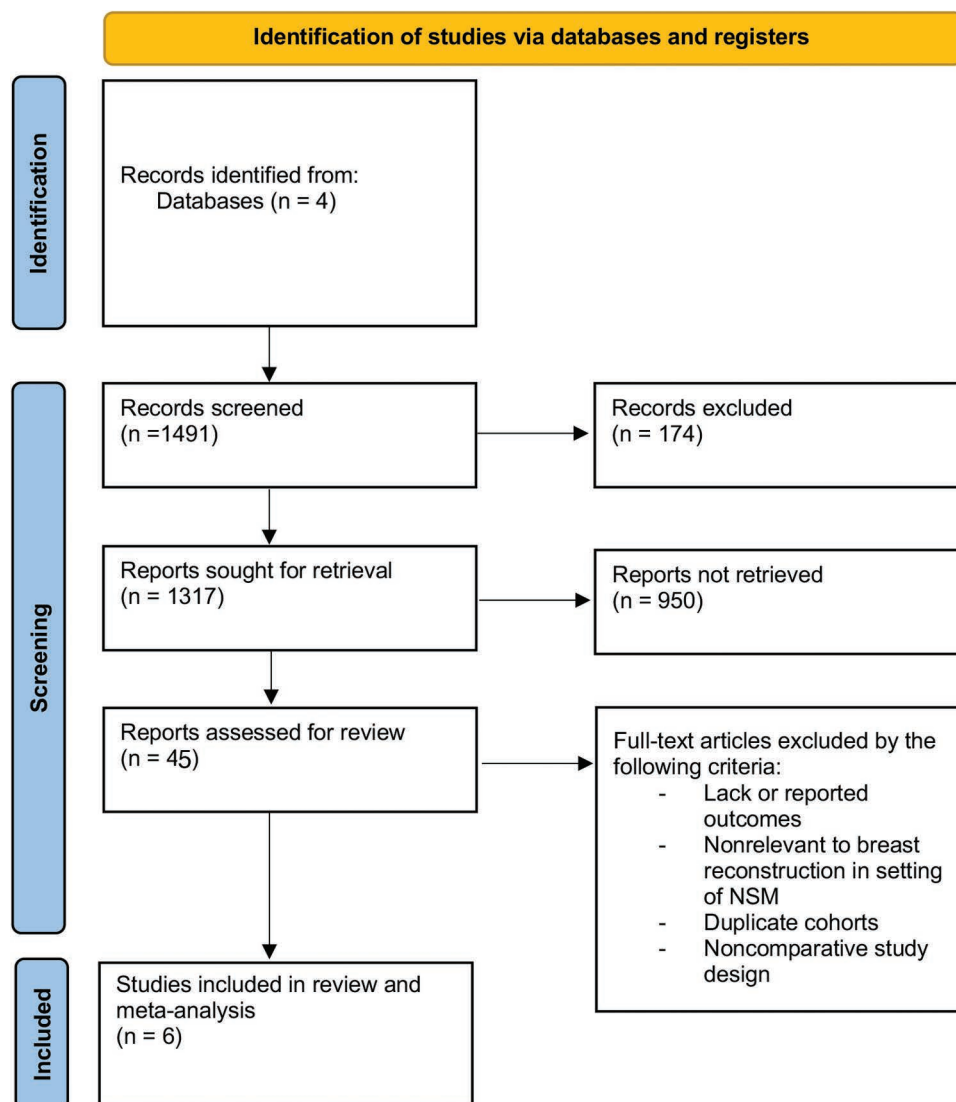 Identification of studies via databases and registers
Identification
Records identified from:
Databases (n = 4)
Screening
Records screened
(n =1491)
Records excluded
(n = 174)
Reports sought for retrieval
(n = 1317)
Reports not retrieved
(n = 950)
Reports assessed for review
(n = 45)
Full-text articles excluded by the
following criteria:
- Lack or reported
outcomes
- Nonrelevant to breast
reconstruction in setting
of NSM
- Duplicate cohorts
- Noncomparative study
design
Included
Studies included in review and
meta-analysis
(n = 6)